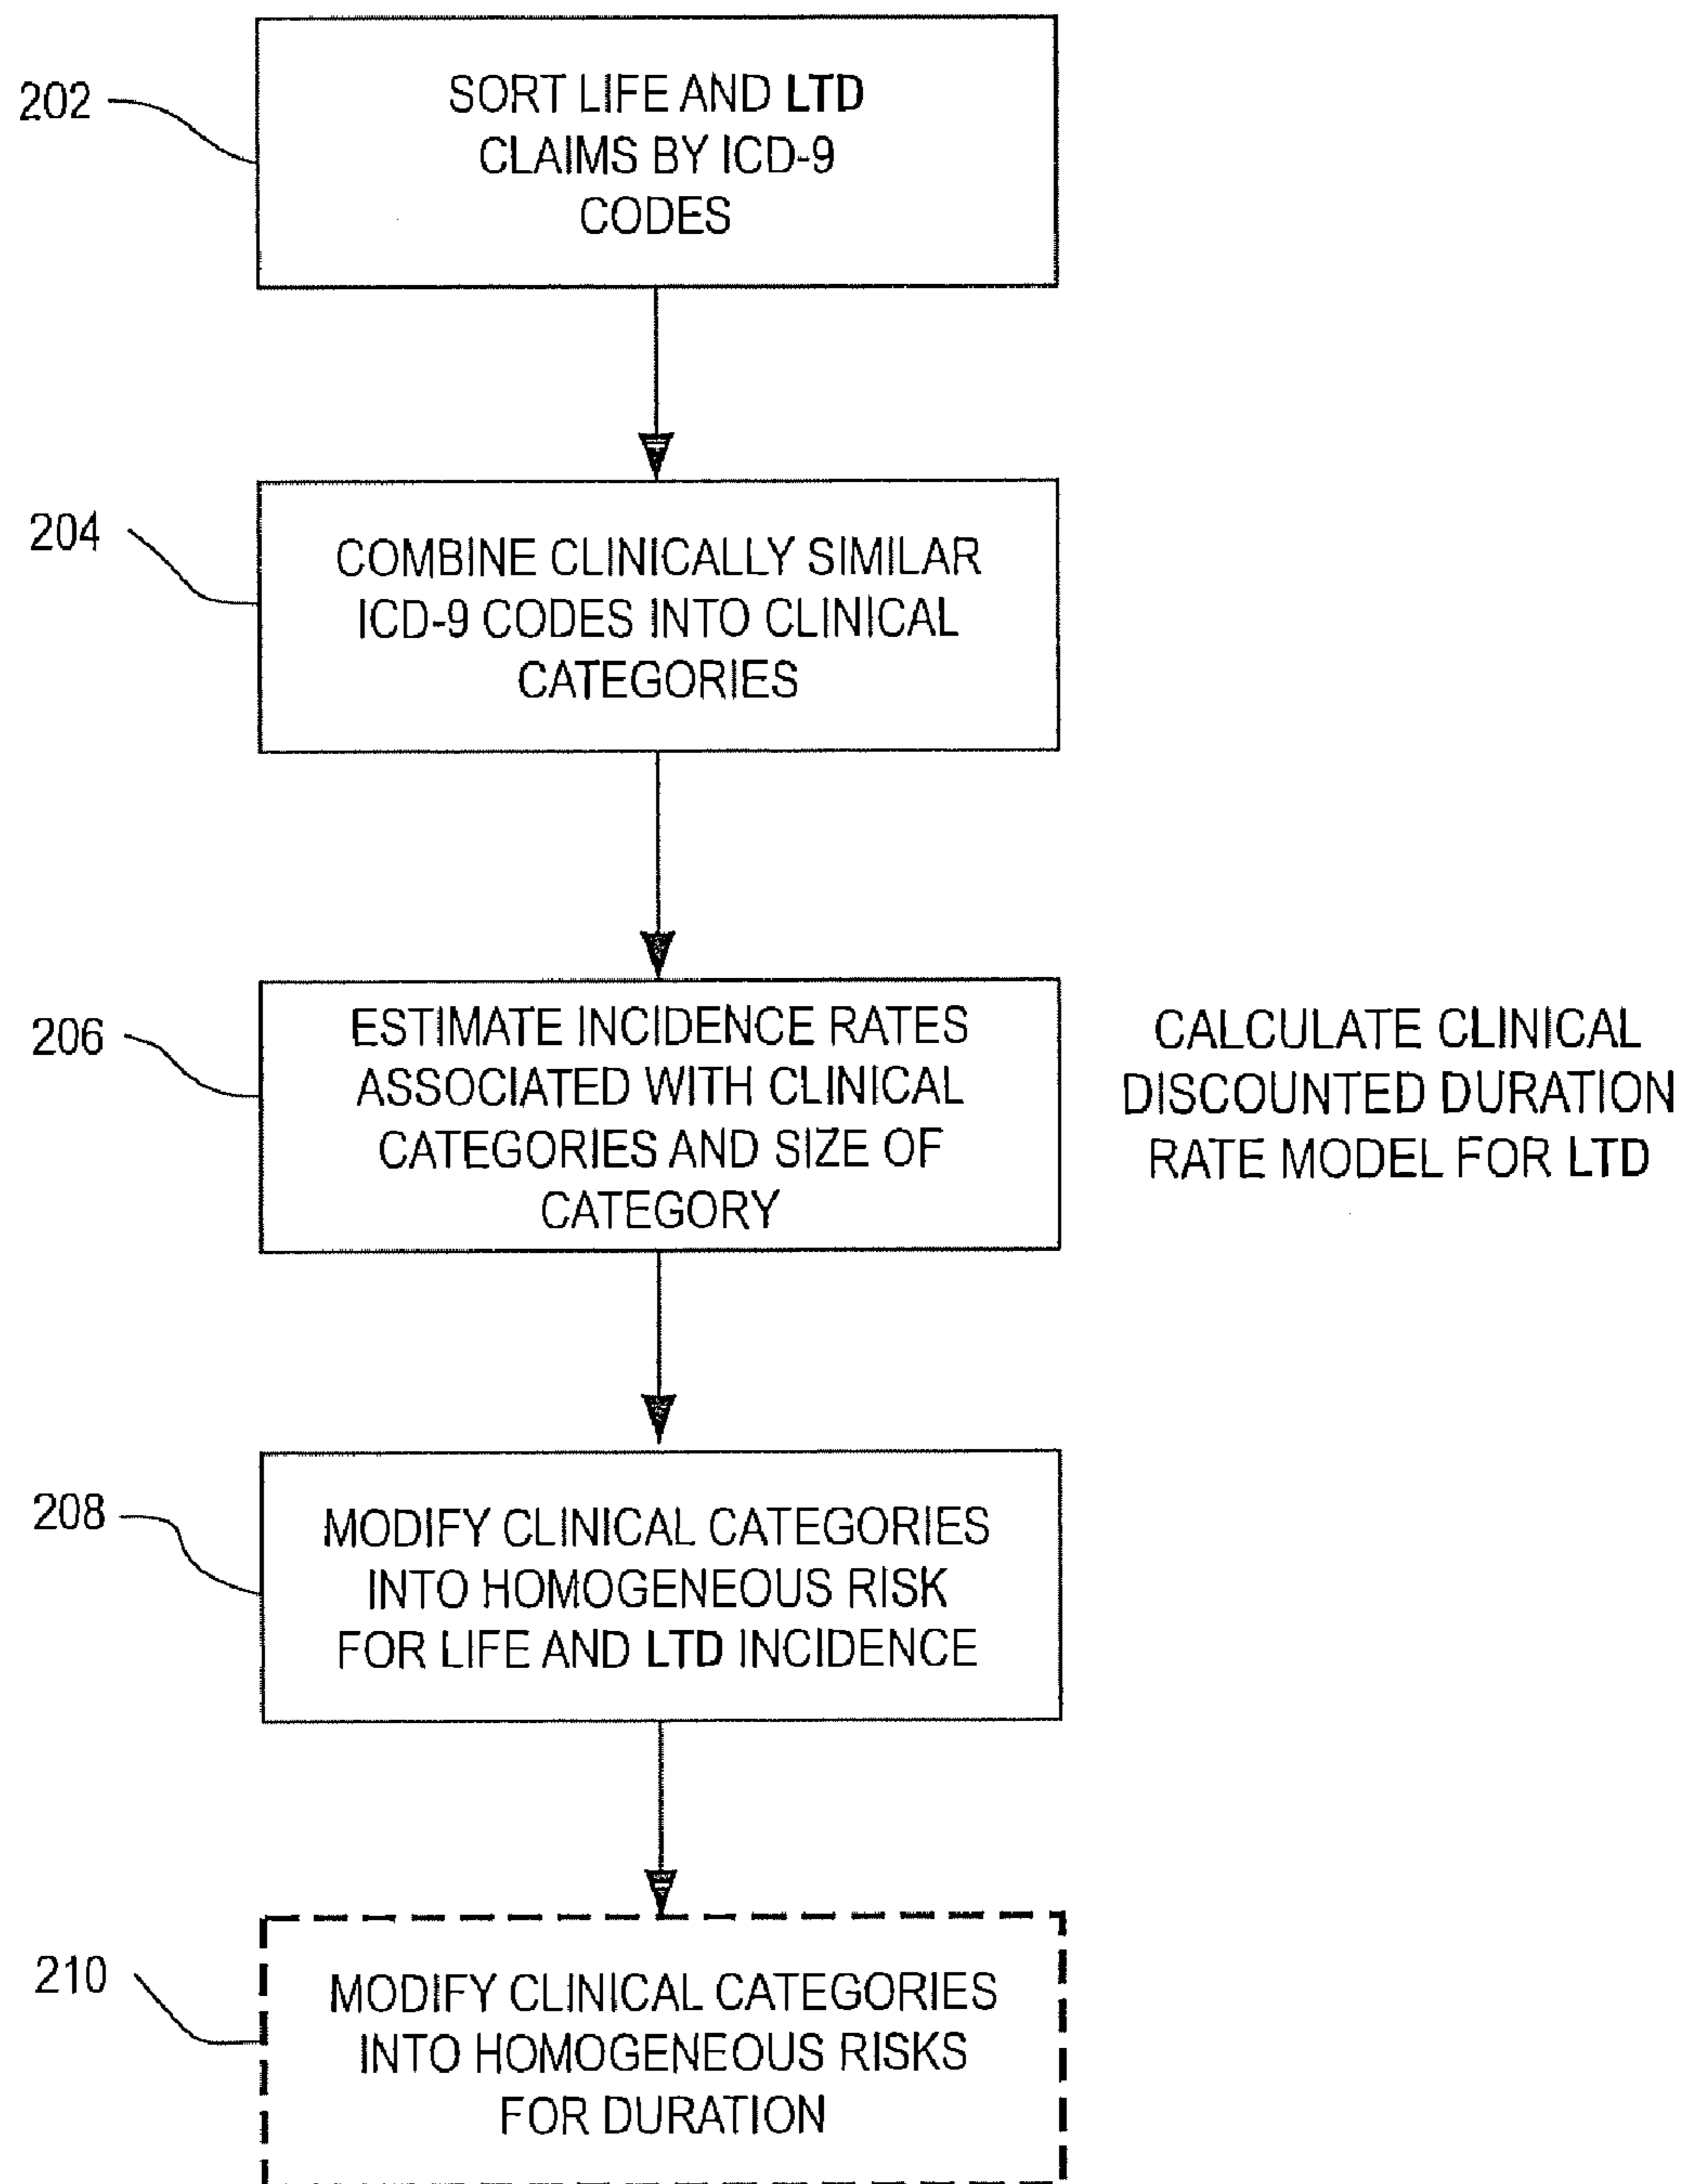 202
SORT LIFE AND LTD
CLAIMS BY ICD-9
CODES
204
COMBINE CLINICALLY SIMILAR
ICD-9 CODES INTO CLINICAL
CATEGORIES
206
ESTIMATE INCIDENCE RATES
ASSOCIATED WITH CLINICAL
CATEGORIES AND SIZE OF
CATEGORY
CALCULATE CLINICAL
DISCOUNTED DURATION
RATE MODEL FOR LTD
208
MODIFY CLINICAL CATEGORIES
INTO HOMOGENEOUS RISK
FOR LIFE AND LTD INCIDENCE
210
MODIFY CLINICAL CATEGORIES
INTO HOMOGENEOUS RISKS
FOR DURATION